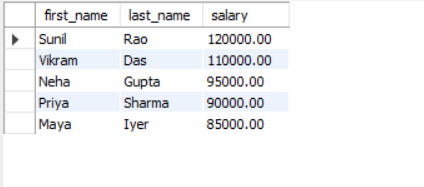 first_name last_name salary
Sunil Rao 120000.00
Vikram Das 110000.00
Neha Gupta 95000.00
Priya Sharma 90000.00
Maya Iyer 85000.00